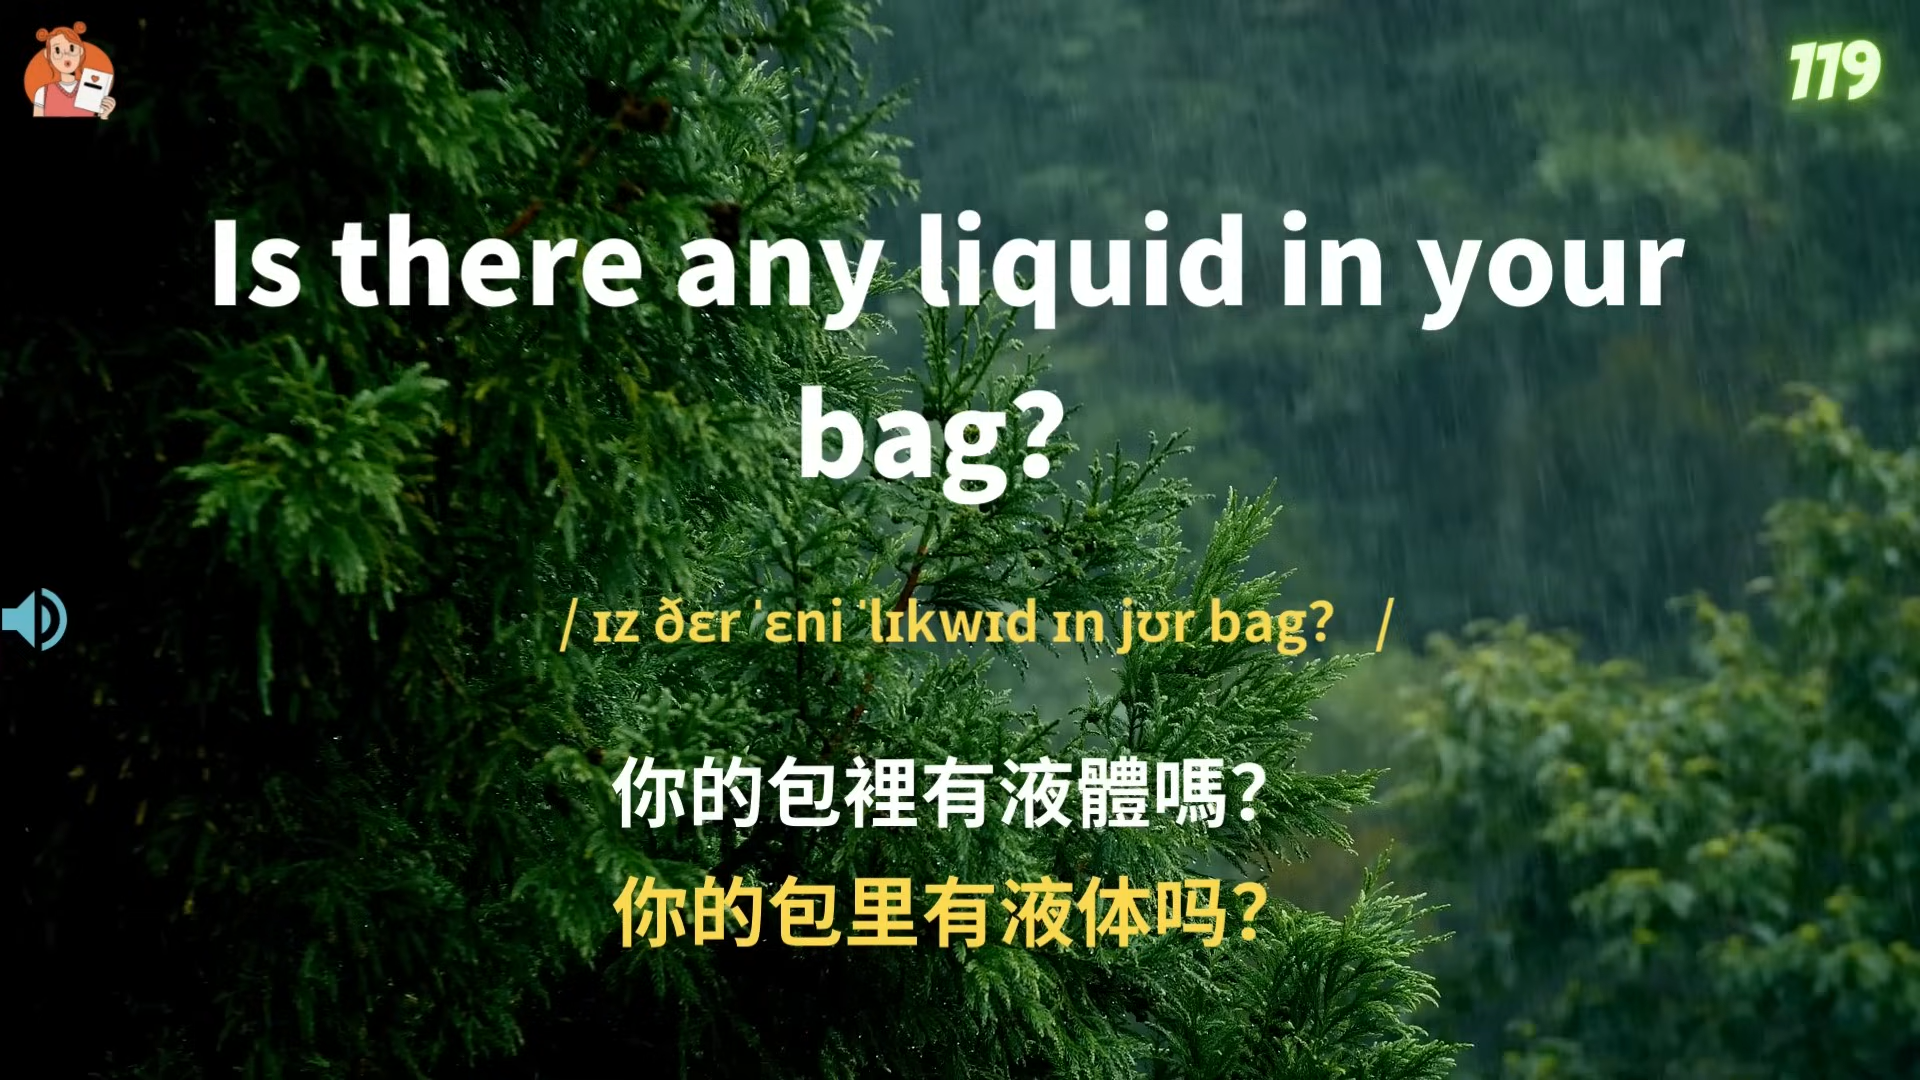 119
Is there any liquid in your
bag?
/ ɪz ðɛr ˈɛni ˈlɪkwɪd ɪn jʊr bag? /
你的包裡有液體嗎?
你的包里有液体吗?